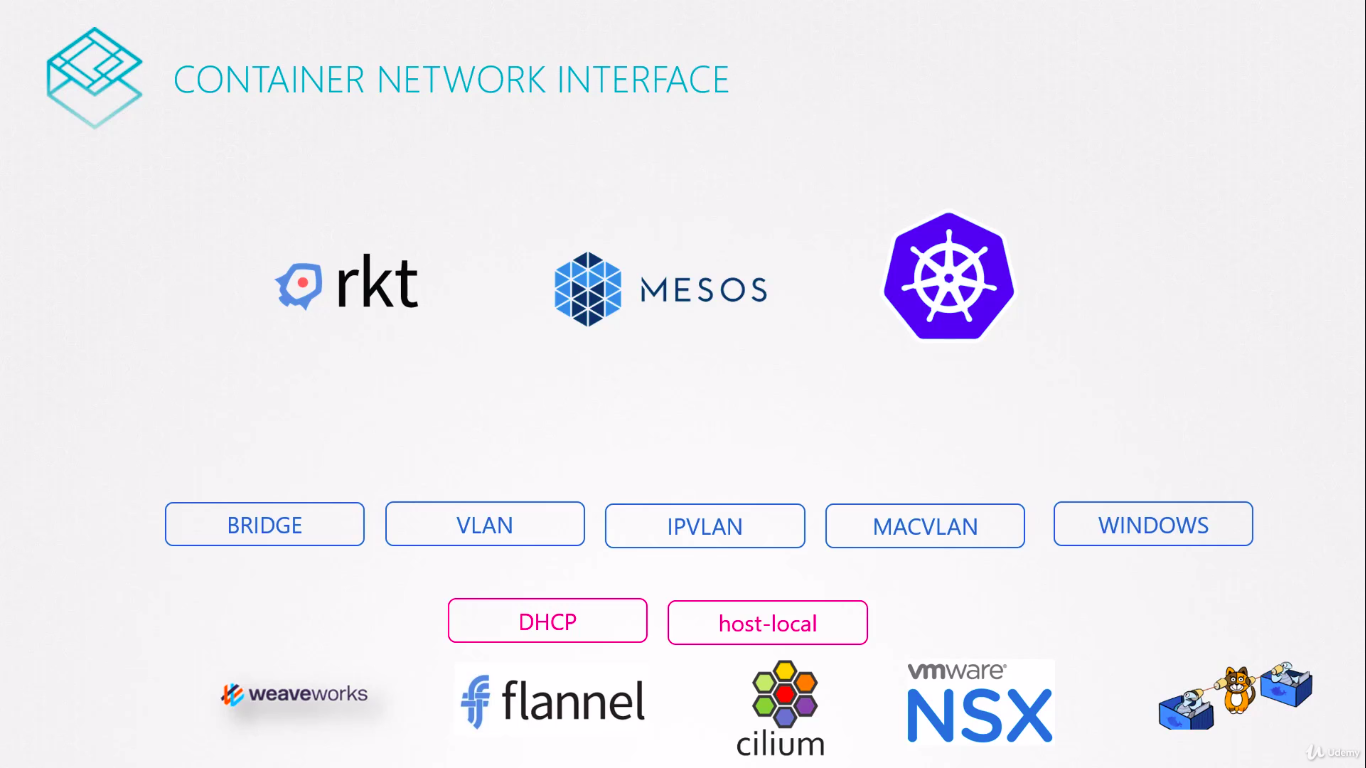 CONTAINER NETWORK INTERFACE
rkt
MESOS
BRIDGE
VLAN
IPVLAN
MACVLAN
WINDOWS
DHCP
host-local
weaveworks
flannel
cilium
vmware®
NSX
Udemy